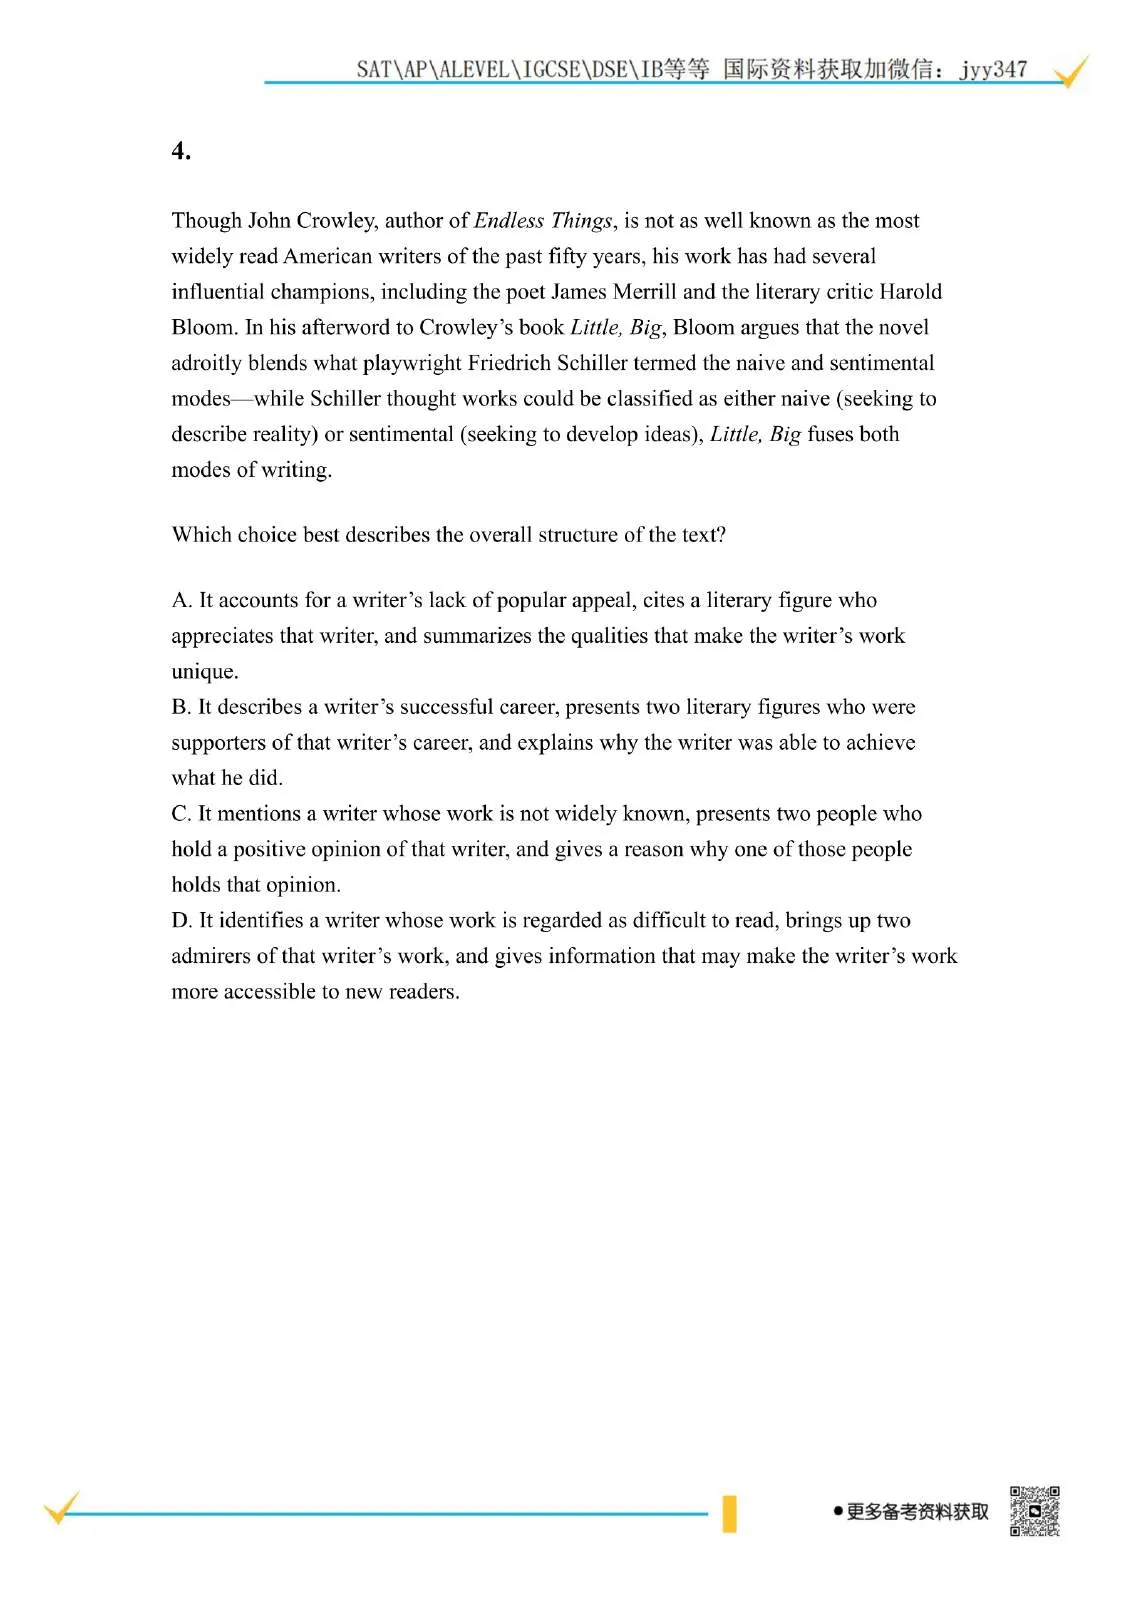 SAT\AP\ALEVEL\IGCSE\DSE\IB等等 国际资料获取加微信：jyy347
4.
Though John Crowley, author of Endless Things, is not as well known as the most
widely read American writers of the past fifty years, his work has had several
influential champions, including the poet James Merrill and the literary critic Harold
Bloom. In his afterword to Crowley’s book Little, Big, Bloom argues that the novel
adroitly blends what playwright Friedrich Schiller termed the naive and sentimental
modes—while Schiller thought works could be classified as either naive (seeking to
describe reality) or sentimental (seeking to develop ideas), Little, Big fuses both
modes of writing.
Which choice best describes the overall structure of the text?
A. It accounts for a writer’s lack of popular appeal, cites a literary figure who
appreciates that writer, and summarizes the qualities that make the writer’s work
unique.
B. It describes a writer’s successful career, presents two literary figures who were
supporters of that writer’s career, and explains why the writer was able to achieve
what he did.
C. It mentions a writer whose work is not widely known, presents two people who
hold a positive opinion of that writer, and gives a reason why one of those people
holds that opinion.
D. It identifies a writer whose work is regarded as difficult to read, brings up two
admirers of that writer’s work, and gives information that may make the writer’s work
more accessible to new readers.
●更多备考资料获取